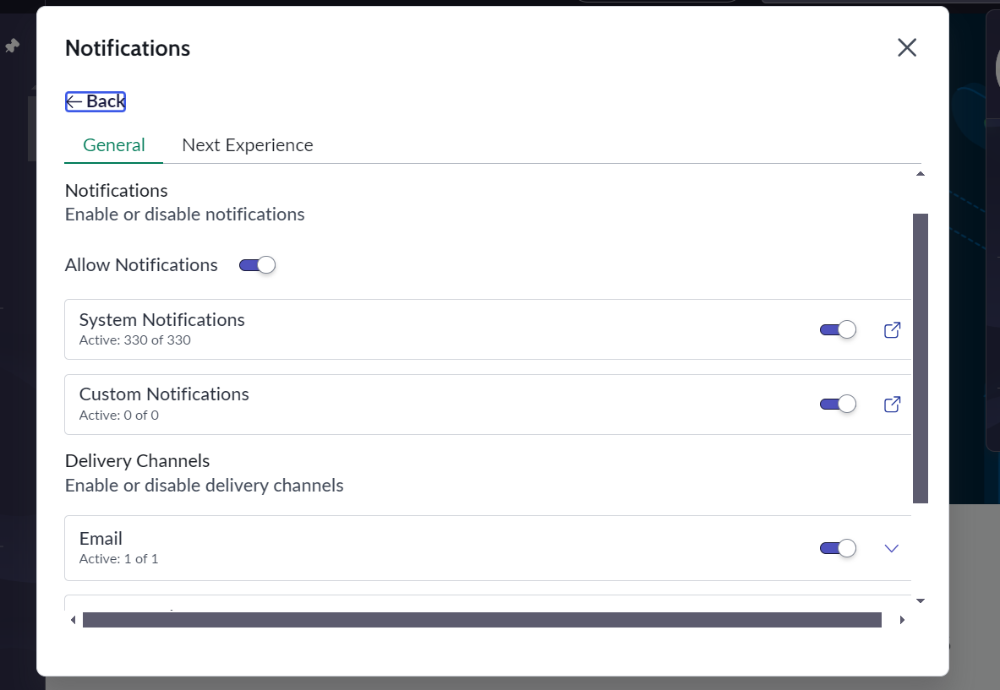 Notifications
Back
General
Next Experience
Notifications
Enable or disable notifications
Allow Notifications
System Notifications
Active: 330 of 330
Custom Notifications
Active: 0 of 0
Delivery Channels
Enable or disable delivery channels
Email
Active: 1 of 1